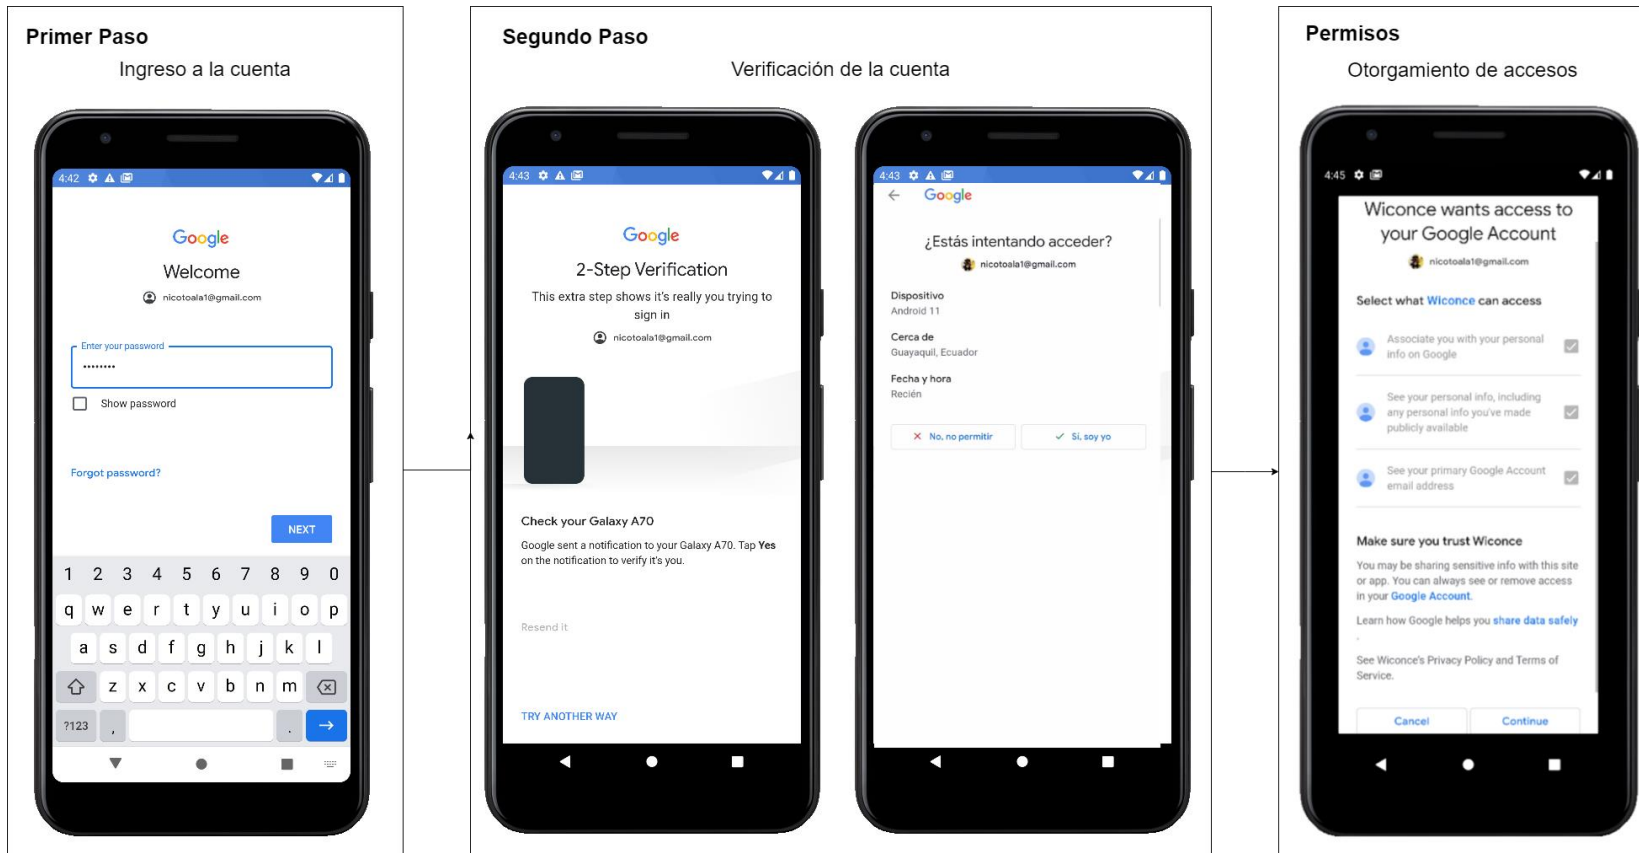 Primer Paso
Ingreso a la cuenta
4:42
Google
Welcome
nicotoala1@gmail.com
Enter your password
••••••••
Show password
Forgot password?
NEXT
1 2 3 4 5 6 7 8 9 0
q w e r t y u i o p
a s d f g h j k l
z x c v b n m
?123 , .
Segundo Paso
Verificación de la cuenta
4:43
Google
2-Step Verification
This extra step shows it's really you trying to
sign in
nicotoala1@gmail.com
Check your Galaxy A70
Google sent a notification to your Galaxy A70. Tap Yes
on the notification to verify it's you.
Resend it
TRY ANOTHER WAY
4:43
Google
¿Estás intentando acceder?
nicotoala1@gmail.com
Dispositivo
Android 11
Cerca de
Guayaquil, Ecuador
Fecha y hora
Recién
No, no permitir
Sí, soy yo
Permisos
Otorgamiento de accesos
4:45
Wiconce wants access to
your Google Account
nicotoala1@gmail.com
Select what Wiconce can access
Associate you with your personal
info on Google
See your personal info, including
any personal info you've made
publicly available
See your primary Google Account
email address
Make sure you trust Wiconce
You may be sharing sensitive info with this site
or app. You can always see or remove access
in your Google Account.
Learn how Google helps you share data safely
.
See Wiconce's Privacy Policy and Terms of
Service.
Cancel
Continue